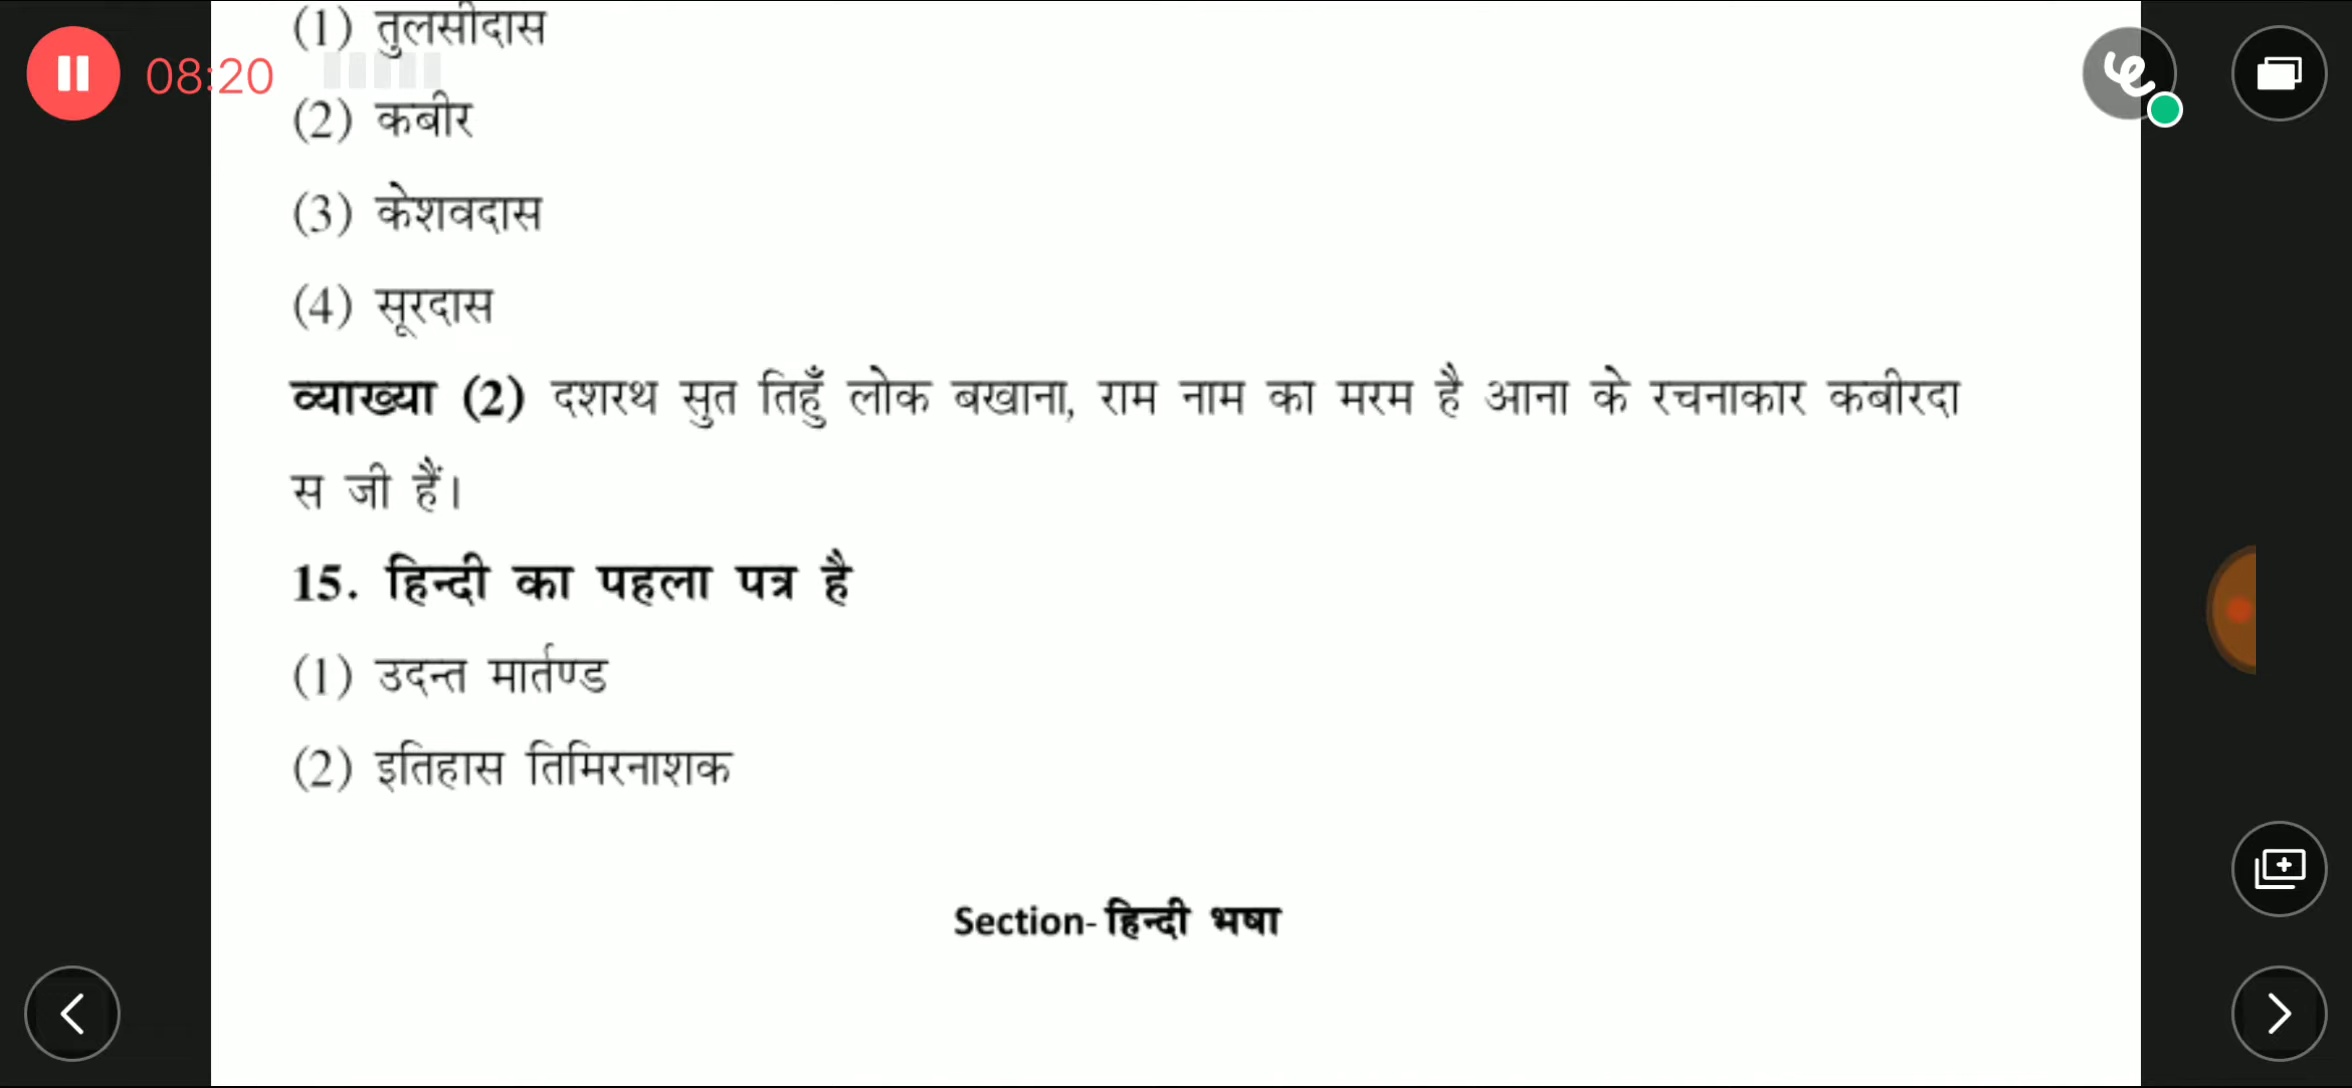 (1) तुलसीदास
08:20
(2) कबीर
(3) केशवदास
(4) सूरदास
व्याख्या (2) दशरथ सुत तिहुँ लोक बखाना, राम नाम का मरम है आना के रचनाकार कबीरदा
स जी हैं।
15. हिन्दी का पहला पत्र है
(1) उदन्त मार्तण्ड
(2) इतिहास तिमिरनाशक
Section- हिन्दी भषा